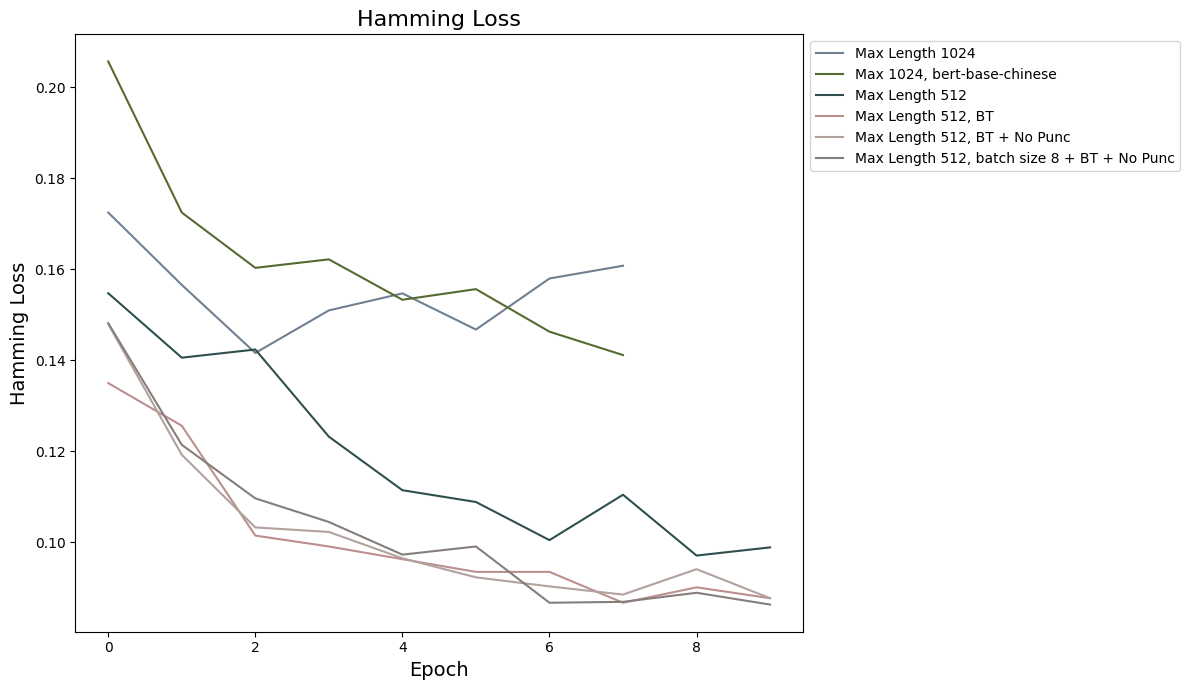 Hamming Loss
Max Length 1024
Max 1024, bert-base-chinese
Max Length 512
Max Length 512, BT
Max Length 512, BT + No Punc
Max Length 512, batch size 8 + BT + No Punc
Hamming Loss
0.20
0.18
0.16
0.14
0.12
0.10
0
2
4
6
8
Epoch